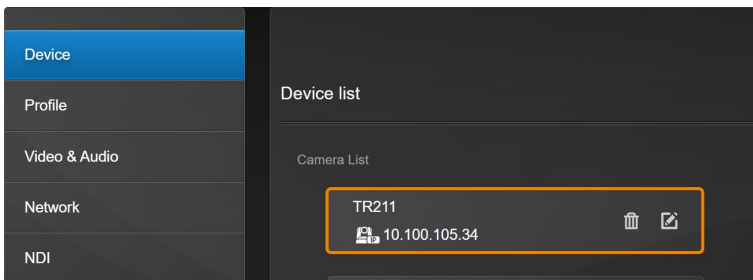 Device
Profile
Video & Audio
Network
NDI
Device list
Camera List
TR211
10.100.105.34